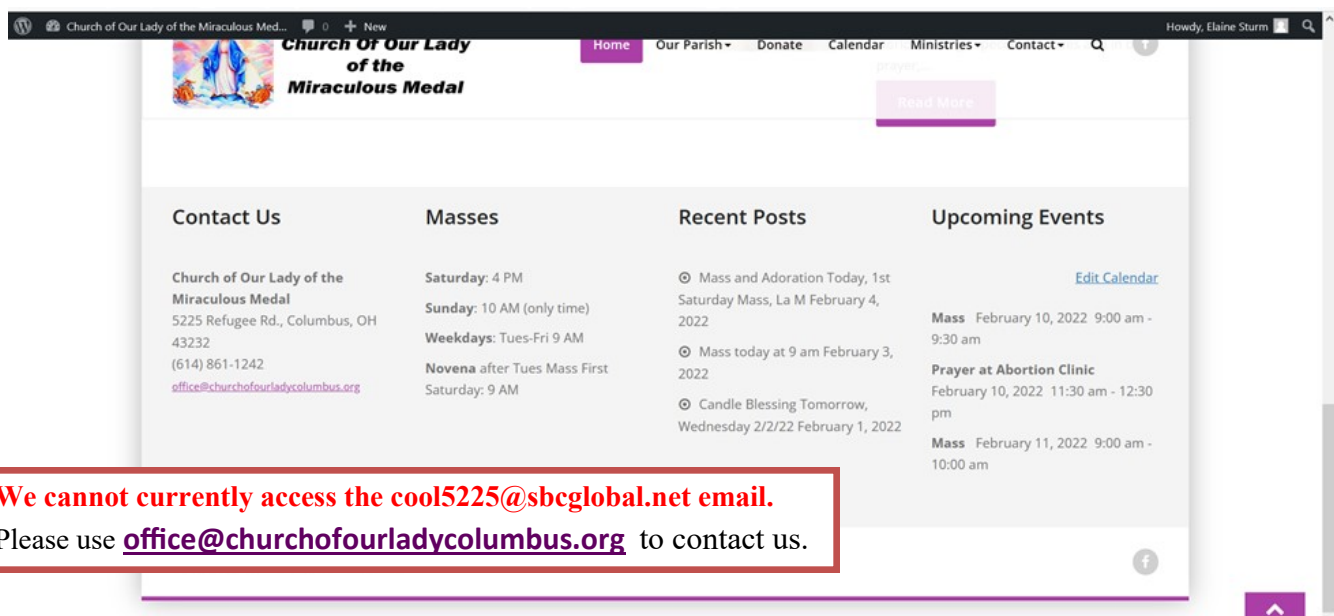 Church of Our Lady of the Miraculous Med... 0 + New Howdy, Elaine Sturm
Church Of Our Lady
of the
Miraculous Medal
Home Our Parish Donate Calendar Ministries Contact
prayer,...
Read More
Contact Us
Church of Our Lady of the
Miraculous Medal
5225 Refugee Rd., Columbus, OH
43232
(614) 861-1242
office@churchofourladycolumbus.org
Masses
Saturday: 4 PM
Sunday: 10 AM (only time)
Weekdays: Tues-Fri 9 AM
Novena after Tues Mass First
Saturday: 9 AM
Recent Posts
Mass and Adoration Today, 1st
Saturday Mass, La M February 4,
2022
Mass today at 9 am February 3,
2022
Candle Blessing Tomorrow,
Wednesday 2/2/22 February 1, 2022
Upcoming Events
Edit Calendar
Mass February 10, 2022 9:00 am -
9:30 am
Prayer at Abortion Clinic
February 10, 2022 11:30 am - 12:30
pm
Mass February 11, 2022 9:00 am -
10:00 am
We cannot currently access the cool5225@sbcglobal.net email.
Please use office@churchofourladycolumbus.org to contact us.